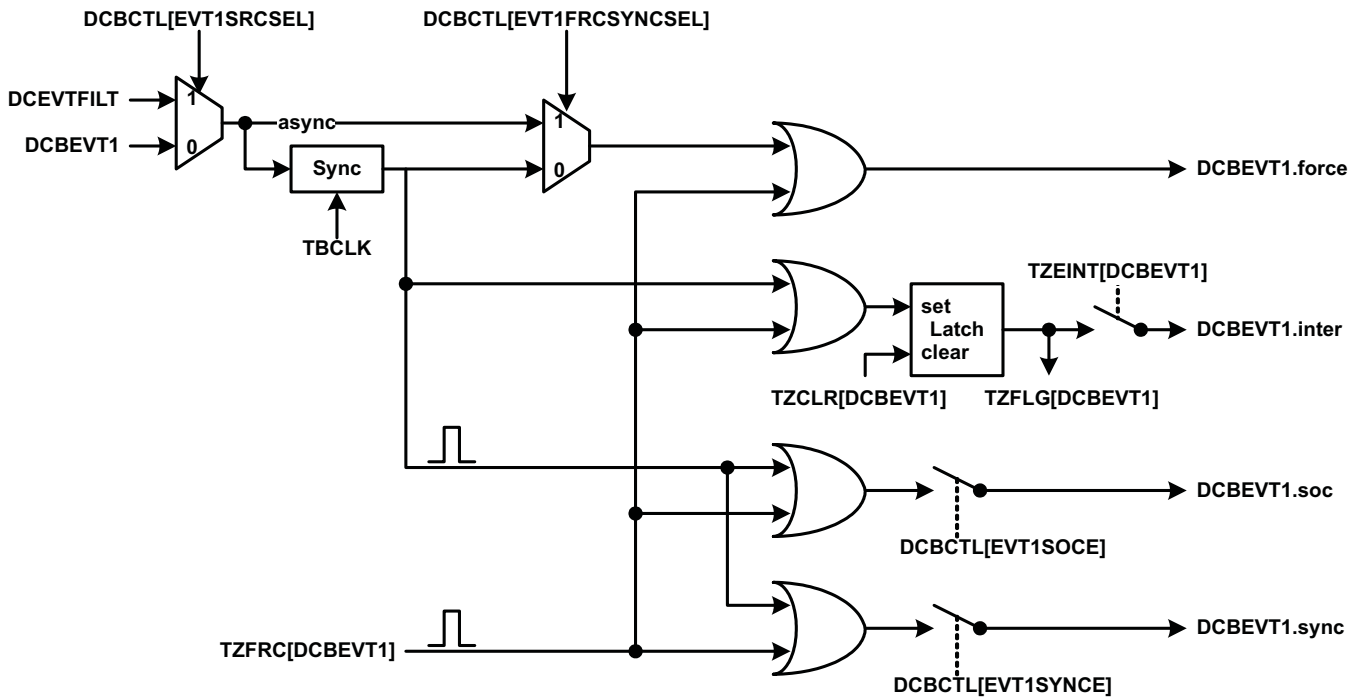 DCBCTL[EVT1SRCSEL]
DCBCTL[EVT1FRCSYNCSEL]
DCEVTFILT
1
async
1
DCBEVT1
0
Sync
0
DCBEVT1.force
TBCLK
TZEINT[DCBEVT1]
set
Latch
clear
DCBEVT1.inter
TZCLR[DCBEVT1]
TZFLG[DCBEVT1]
DCBEVT1.soc
DCBCTL[EVT1SOCE]
DCBEVT1.sync
TZFRC[DCBEVT1]
DCBCTL[EVT1SYNCE]